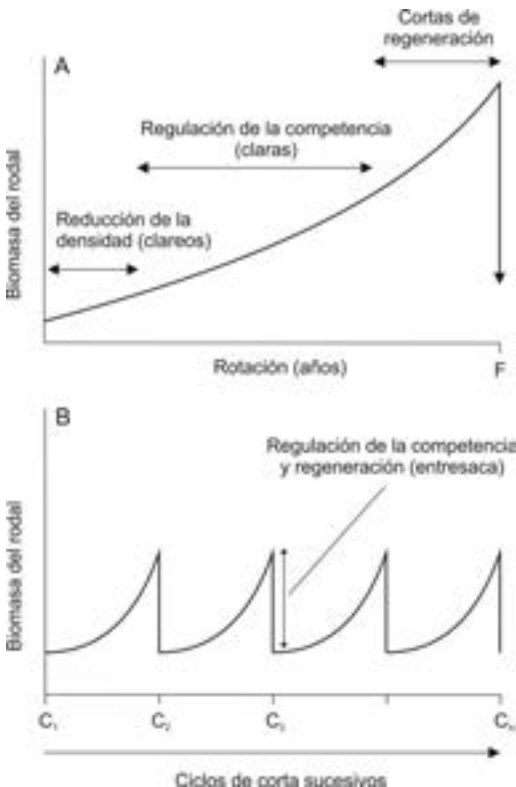 Cortas de
regeneración
A
Regulación de la competencia
(claras)
Reducción de la
densidad (clareos)
Biomasa del rodal
Rotación (años)
F
B
Regulación de la competencia
y regeneración (entresaca)
Biomasa del rodal
C₁ C₂ C₃
Ciclos de corta sucesivos